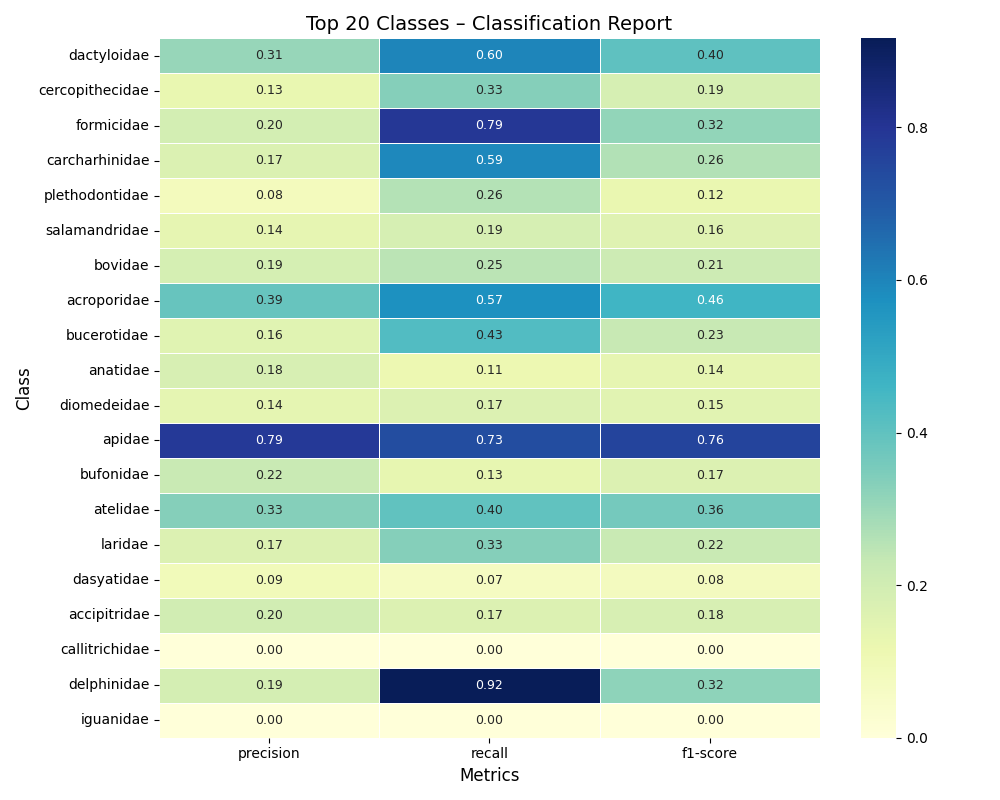 Top 20 Classes – Classification Report
Class
dactyloidae 0.31 0.60 0.40
cercopithecidae 0.13 0.33 0.19
formicidae 0.20 0.79 0.32
carcharhinidae 0.17 0.59 0.26
plethodontidae 0.08 0.26 0.12
salamandridae 0.14 0.19 0.16
bovidae 0.19 0.25 0.21
acroporidae 0.39 0.57 0.46
bucerotidae 0.16 0.43 0.23
anatidae 0.18 0.11 0.14
diomedeidae 0.14 0.17 0.15
apidae 0.79 0.73 0.76
bufonidae 0.22 0.13 0.17
atelidae 0.33 0.40 0.36
laridae 0.17 0.33 0.22
dasyatidae 0.09 0.07 0.08
accipitridae 0.20 0.17 0.18
callitrichidae 0.00 0.00 0.00
delphinidae 0.19 0.92 0.32
iguanidae 0.00 0.00 0.00
precision recall f1-score
Metrics
0.8
0.6
0.4
0.2
0.0